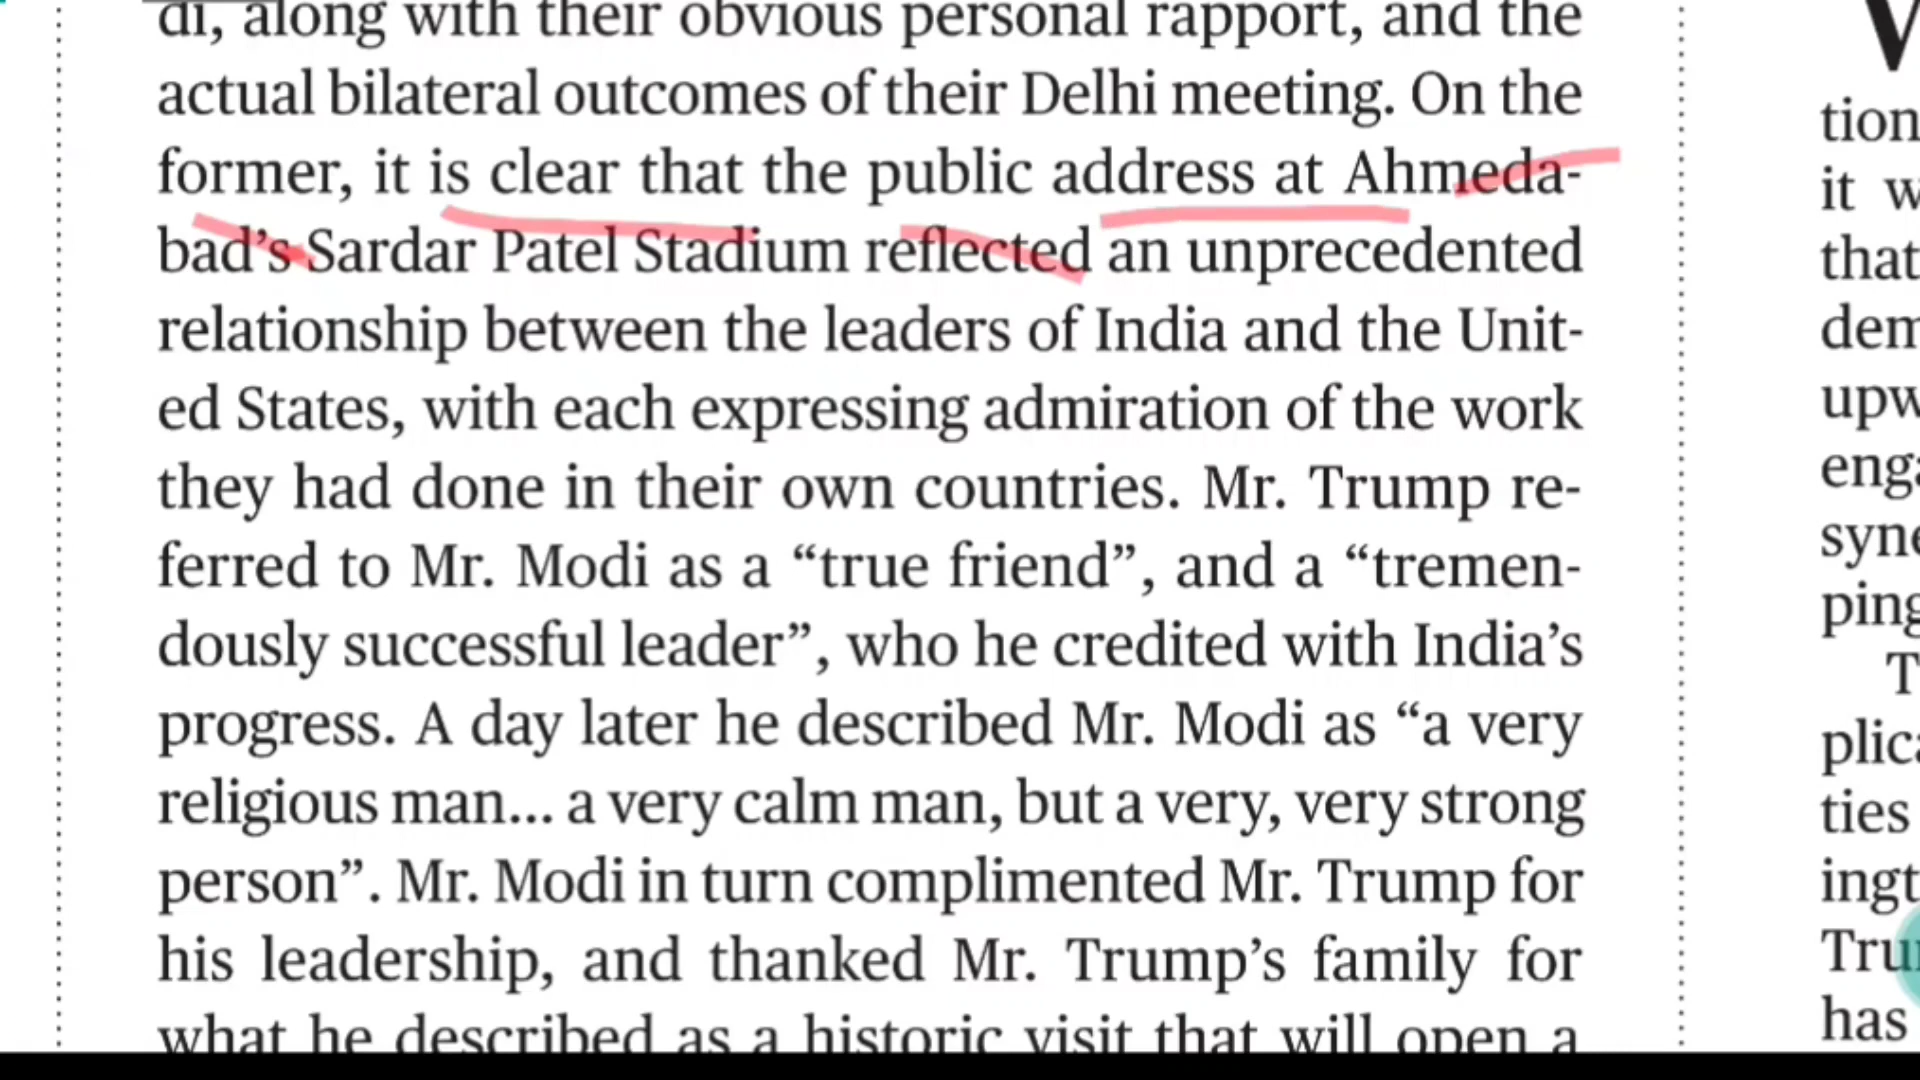 di, along with their obvious personal rapport, and the
actual bilateral outcomes of their Delhi meeting. On the
former, it is clear that the public address at Ahmeda-
bad’s Sardar Patel Stadium reflected an unprecedented
relationship between the leaders of India and the Unit-
ed States, with each expressing admiration of the work
they had done in their own countries. Mr. Trump re-
ferred to Mr. Modi as a “true friend”, and a “tremen-
dously successful leader”, who he credited with India’s
progress. A day later he described Mr. Modi as “a very
religious man... a very calm man, but a very, very strong
person”. Mr. Modi in turn complimented Mr. Trump for
his leadership, and thanked Mr. Trump’s family for
what he described as a historic visit that will open a
tion
it w
that
dem
upw
enga
syne
ping
T
plica
ties
ingt
Tru
has